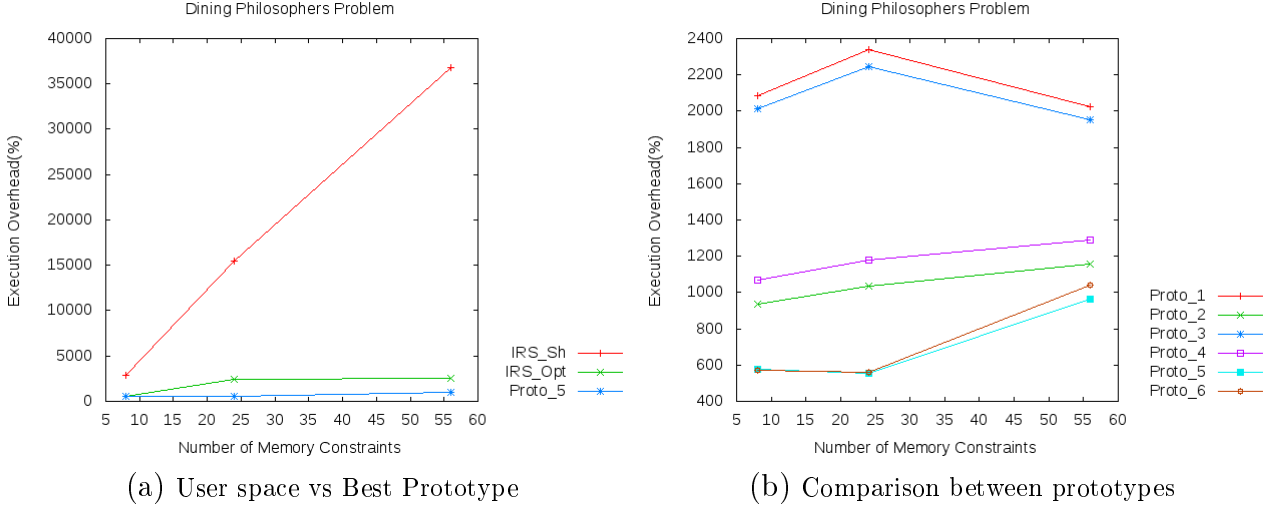 Dining Philosophers Problem
40000
35000
30000
25000
20000
15000
10000
5000
0
5 10 15 20 25 30 35 40 45 50 55 60
Execution Overhead(%)
Number of Memory Constraints
IRS_Sh
IRS_Opt
Proto_5
(a) User space vs Best Prototype
Dining Philosophers Problem
2400
2200
2000
1800
1600
1400
1200
1000
800
600
400
5 10 15 20 25 30 35 40 45 50 55 60
Execution Overhead(%)
Number of Memory Constraints
Proto_1
Proto_2
Proto_3
Proto_4
Proto_5
Proto_6
(b) Comparison between prototypes